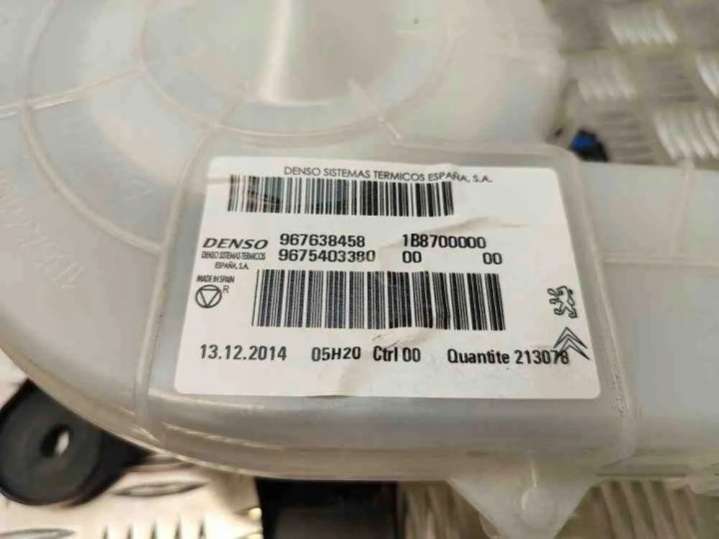 DENSO SISTEMAS TERMICOS ESPAÑA, S.A.
DENSO 967638458 1B8700000
DENSO SISTEMAS TERMICOS 9675403380 00 00
ESPAÑA, S.A.
MADE IN SPAIN
R
13.12.2014 05H20 Ctrl 00 Quantite 213078